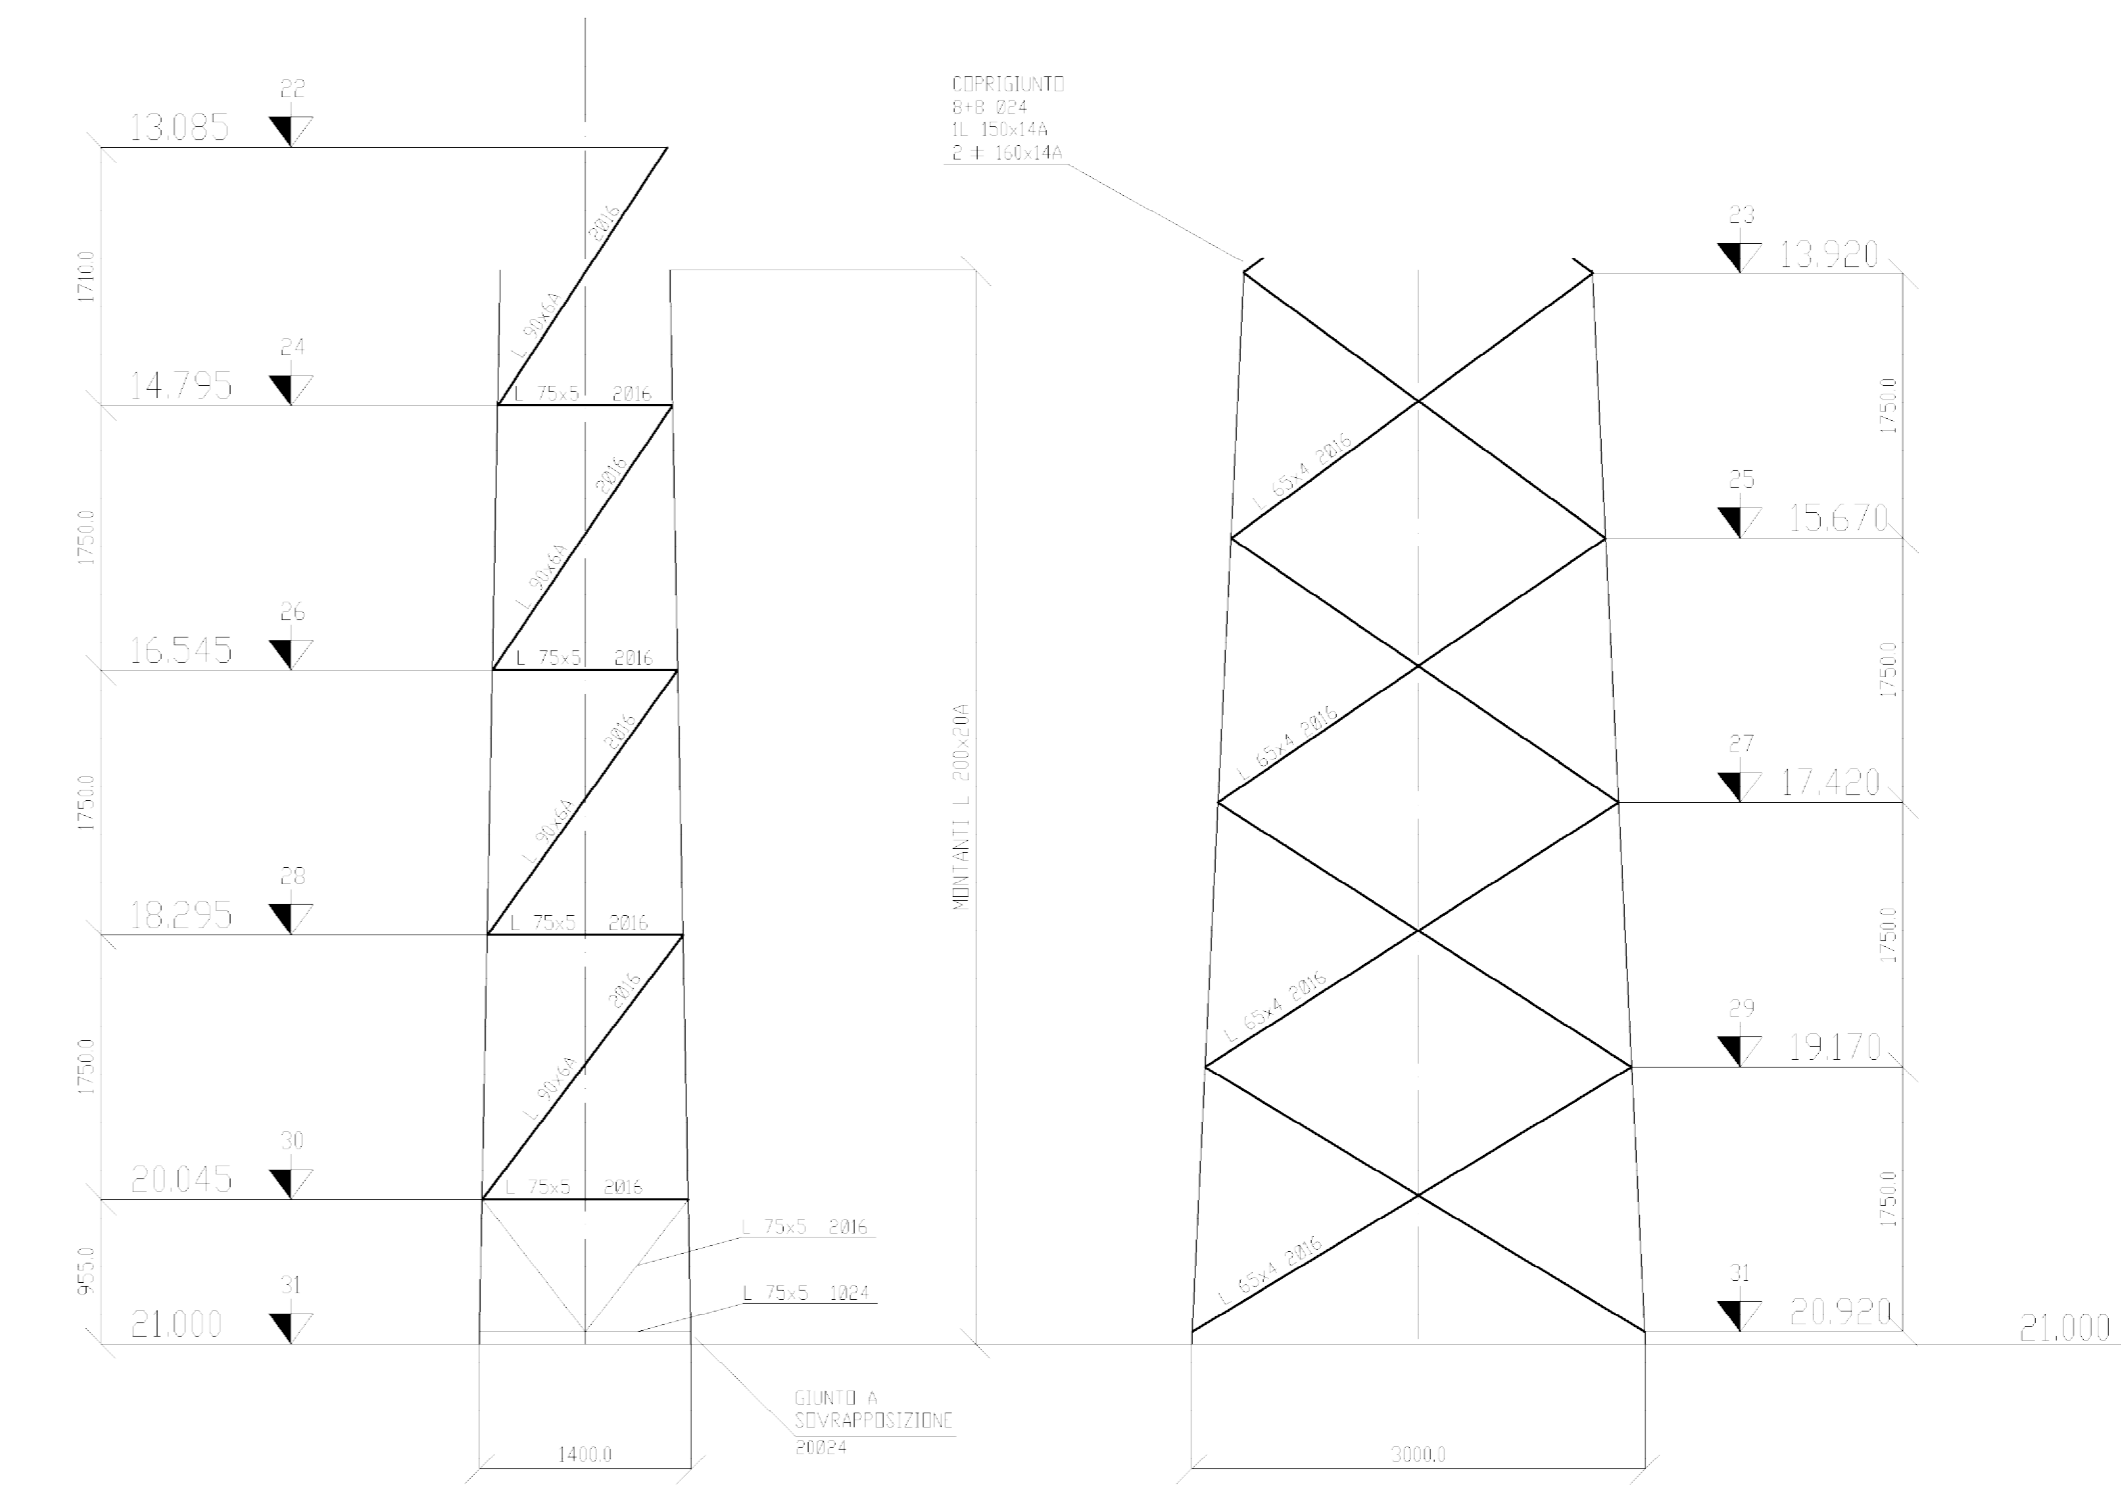 22
13.085
1710.0
2Ø16
L 90x6A
24
14.795
L 75x5 2Ø16
1750.0
2Ø16
L 90x6A
26
16.545
L 75x5 2Ø16
1750.0
2Ø16
L 90x6A
28
18.295
L 75x5 2Ø16
1750.0
2Ø16
L 90x6A
30
20.045
L 75x5 2Ø16
955.0
31
21.000
L 75x5 2Ø16
L 75x5 1Ø24
GIUNTO A
SOVRAPPOSIZIONE
20Ø24
1400.0
MONTANTI L 200x20A
COPRIGIUNTO
8+8 Ø24
1L 150x14A
2 ≠ 160x14A
23
13.920
1750.0
L 65x4 2Ø16
25
15.670
1750.0
L 65x4 2Ø16
27
17.420
1750.0
L 65x4 2Ø16
29
19.170
1750.0
L 65x4 2Ø16
31
20.920
21.000
3000.0